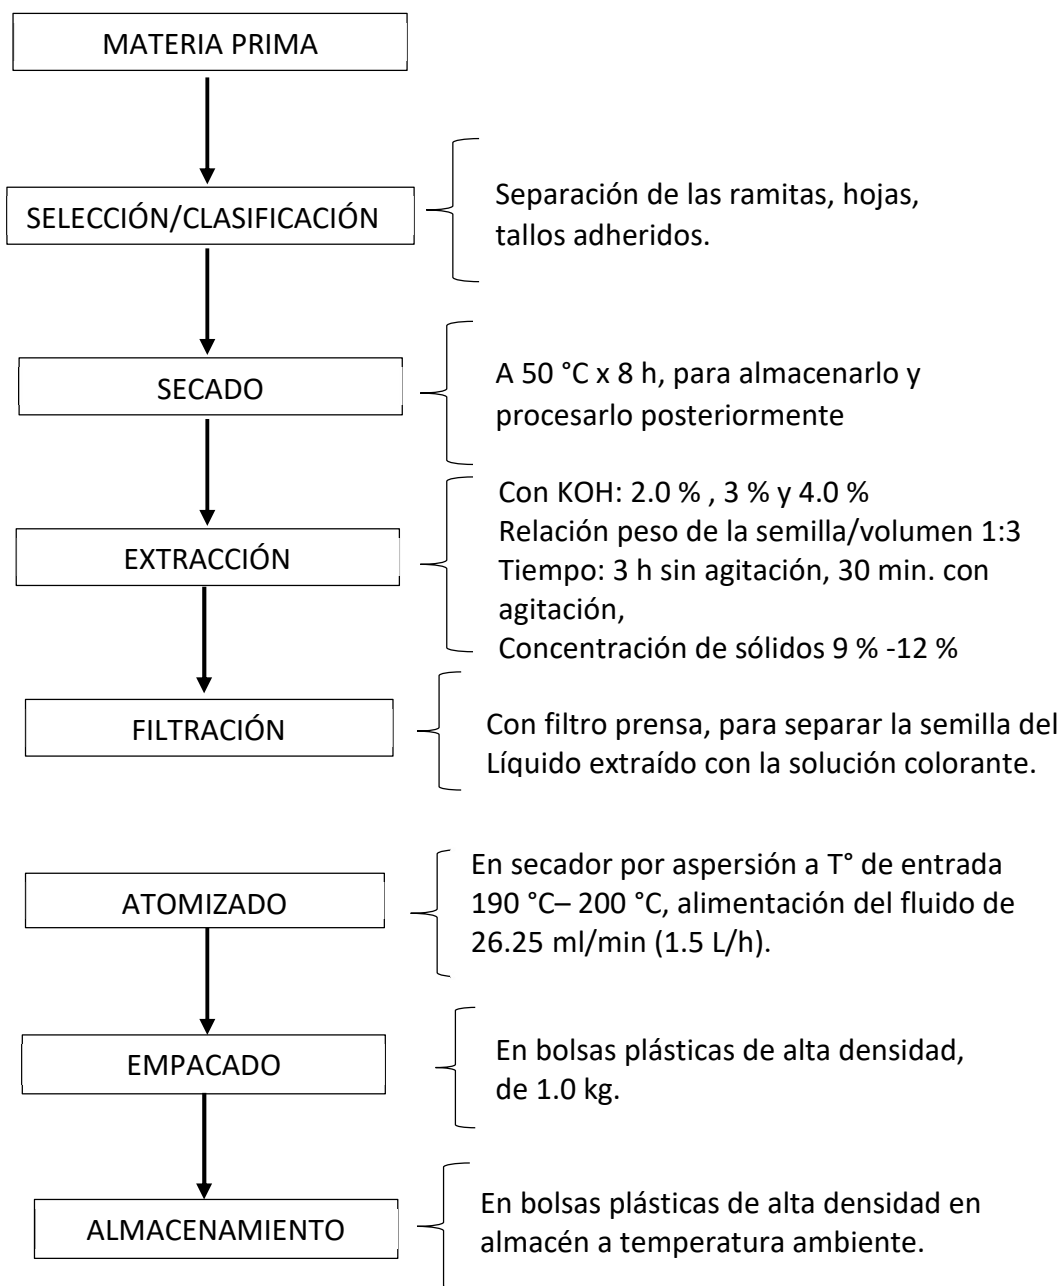 MATERIA PRIMA
SELECCIÓN/CLASIFICACIÓN
Separación de las ramitas, hojas,
tallos adheridos.
SECADO
A 50 °C x 8 h, para almacenarlo y
procesarlo posteriormente
EXTRACCIÓN
Con KOH: 2.0 % , 3 % y 4.0 %
Relación peso de la semilla/volumen 1:3
Tiempo: 3 h sin agitación, 30 min. con
agitación,
Concentración de sólidos 9 % -12 %
FILTRACIÓN
Con filtro prensa, para separar la semilla del
Líquido extraído con la solución colorante.
ATOMIZADO
En secador por aspersión a T° de entrada
190 °C– 200 °C, alimentación del fluido de
26.25 ml/min (1.5 L/h).
EMPACADO
En bolsas plásticas de alta densidad,
de 1.0 kg.
ALMACENAMIENTO
En bolsas plásticas de alta densidad en
almacén a temperatura ambiente.